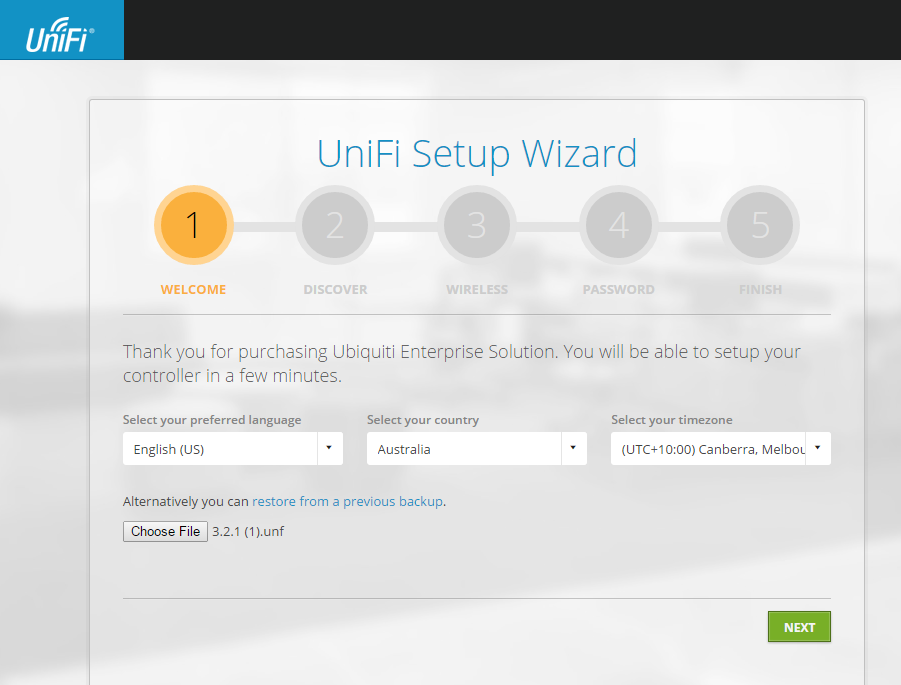 UniFi®
UniFi Setup Wizard
1 2 3 4 5
WELCOME DISCOVER WIRELESS PASSWORD FINISH
Thank you for purchasing Ubiquiti Enterprise Solution. You will be able to setup your
controller in a few minutes.
Select your preferred language Select your country Select your timezone
English (US) Australia (UTC+10:00) Canberra, Melbou
Alternatively you can restore from a previous backup.
Choose File 3.2.1 (1).unf
NEXT